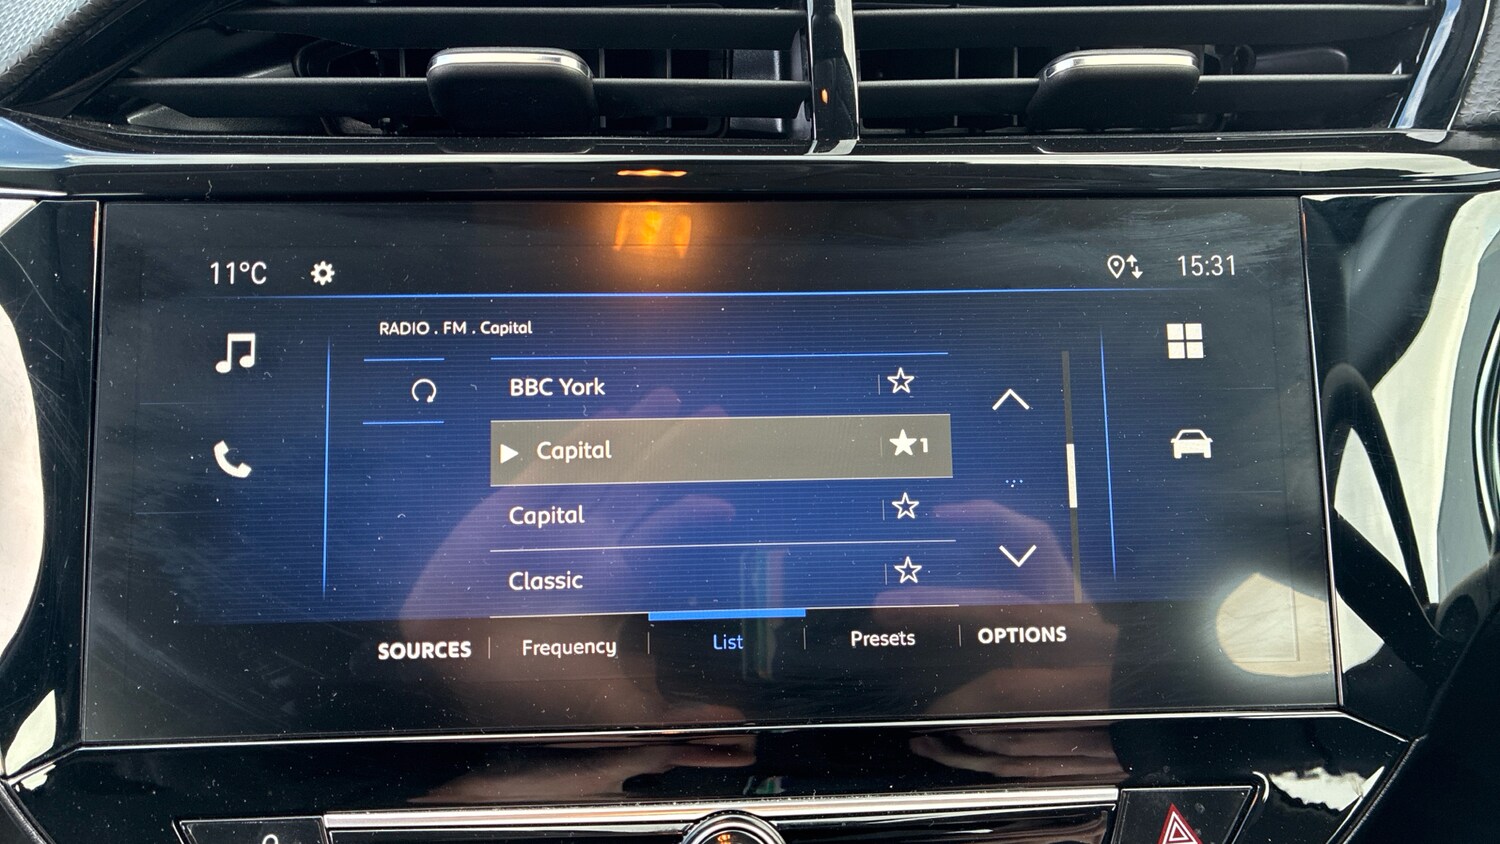 11°C
15:31
RADIO . FM . Capital
BBC York
Capital
1
Capital
Classic
SOURCES
Frequency
List
Presets
OPTIONS